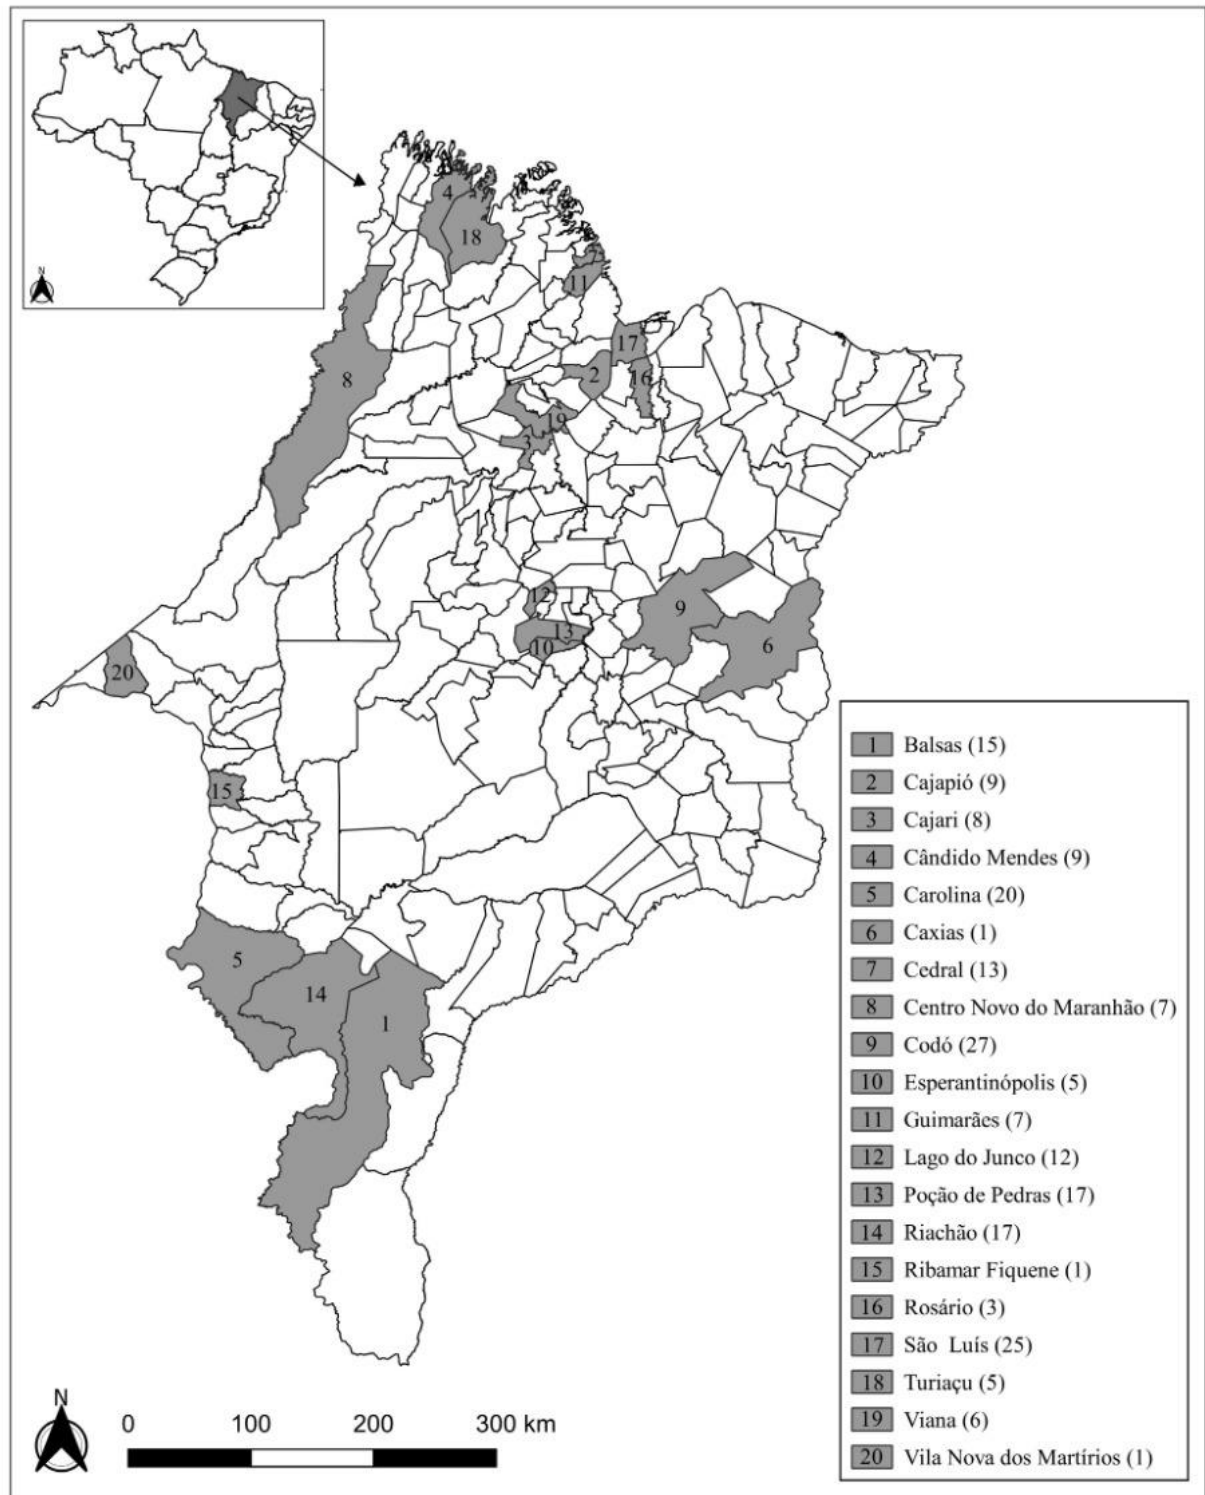 N
4
18
7
11
17
8
2
16
19
3
12
9
13
10
6
20
15
5
14
1
1 Balsas (15)
2 Cajapió (9)
3 Cajari (8)
4 Cândido Mendes (9)
5 Carolina (20)
6 Caxias (1)
7 Cedral (13)
8 Centro Novo do Maranhão (7)
9 Codó (27)
10 Esperantinópolis (5)
11 Guimarães (7)
12 Lago do Junco (12)
13 Poção de Pedras (17)
14 Riachão (17)
15 Ribamar Fiquene (1)
16 Rosário (3)
17 São Luís (25)
18 Turiaçu (5)
19 Viana (6)
20 Vila Nova dos Martírios (1)
N
0 100 200 300 km